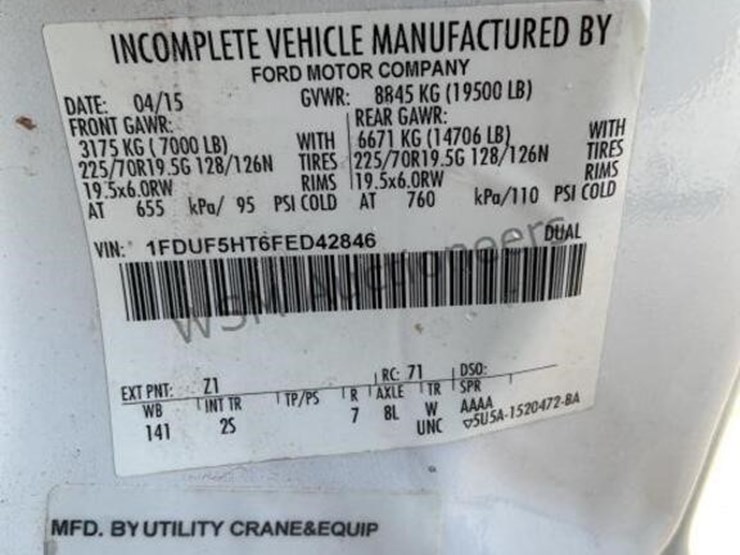 INCOMPLETE VEHICLE MANUFACTURED BY
FORD MOTOR COMPANY
DATE: 04/15 GVWR: 8845 KG (19500 LB)
FRONT GAWR: REAR GAWR:
3175 KG (7000 LB) WITH 6671 KG (14706 LB) WITH
225/70R19.5G 128/126N TIRES 225/70R19.5G 128/126N TIRES
19.5x6.0RW RIMS 19.5x6.0RW RIMS
AT 655 kPa/ 95 PSI COLD AT 760 kPa/110 PSI COLD
VIN: 1FDUF5HT6FED42846 DUAL
WSM Auctioneers
EXT PNT: Z1 RC: 71 DSO:
WB INT TR TP/PS R AXLE TR SPR
141 2S 7 8L W AAAA
UNC ▽5U5A-1520472-BA
MFD. BY UTILITY CRANE&EQUIP